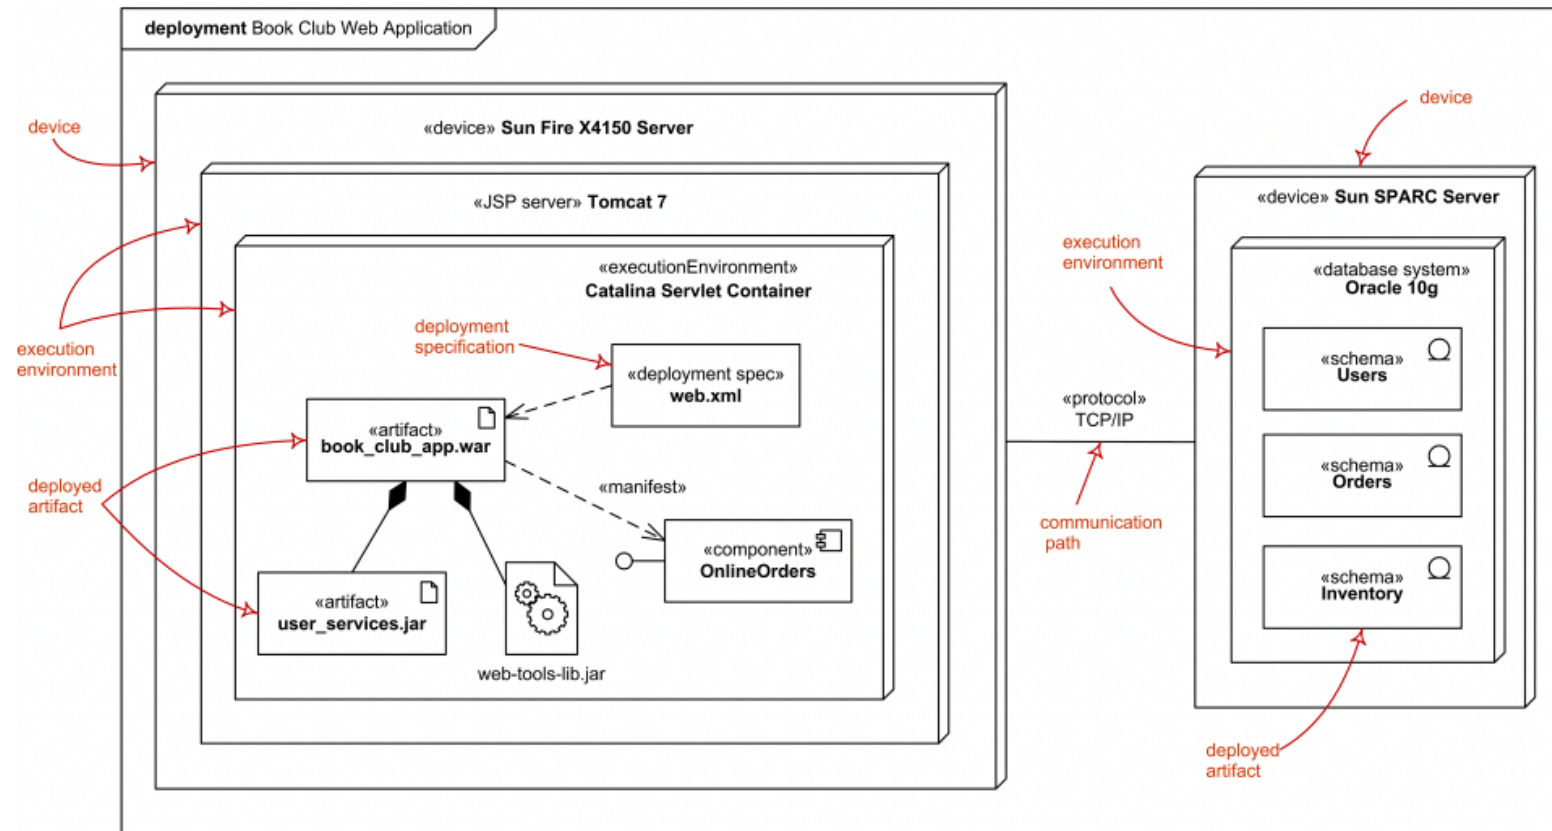 deployment Book Club Web Application
device
«device» Sun Fire X4150 Server
«JSP server» Tomcat 7
«executionEnvironment»
Catalina Servlet Container
execution
environment
deployment
specification
«deployment spec»
web.xml
«artifact»
book_club_app.war
«manifest»
deployed
artifact
«component»
OnlineOrders
«artifact»
user_services.jar
web-tools-lib.jar
«protocol»
TCP/IP
communication
path
device
«device» Sun SPARC Server
execution
environment
«database system»
Oracle 10g
«schema»
Users
«schema»
Orders
«schema»
Inventory
deployed
artifact